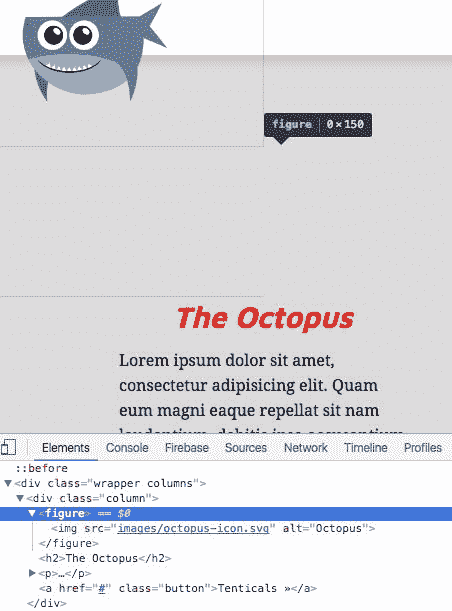 figure 0 × 150
The Octopus
Lorem ipsum dolor sit amet,
consectetur adipisicing elit. Quam
eum magni eaque repellat sit nam
Elements Console Firebase Sources Network Timeline Profiles
::before
▼<div class="wrapper columns">
▼<div class="column">
▼<figure> == $0
<img src="images/octopus-icon.svg" alt="Octopus">
</figure>
<h2>The Octopus</h2>
▶<p>…</p>
<a href="#" class="button">Tenticals »</a>
</div>